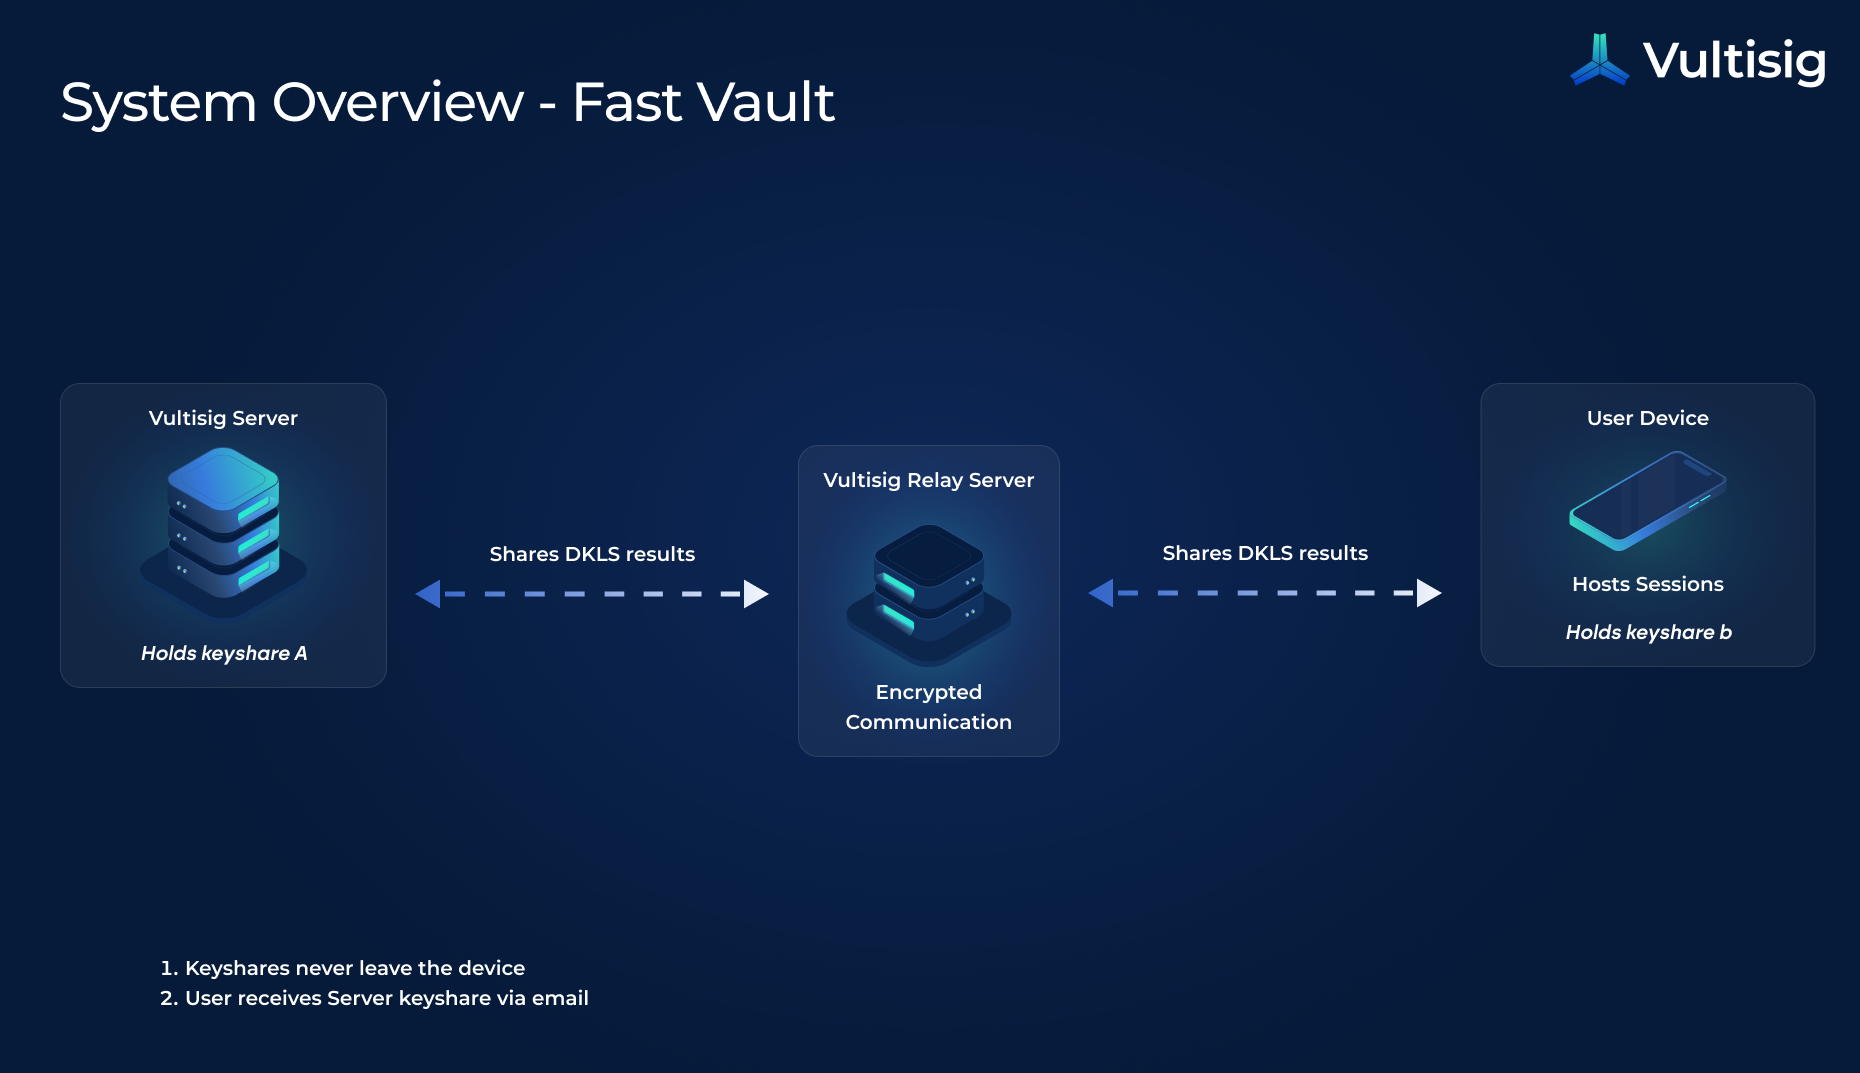 Vultisig
System Overview - Fast Vault
Vultisig Server
Holds keyshare A
Shares DKLS results
Vultisig Relay Server
Encrypted
Communication
Shares DKLS results
User Device
Hosts Sessions
Holds keyshare b
1. Keyshares never leave the device
2. User receives Server keyshare via email